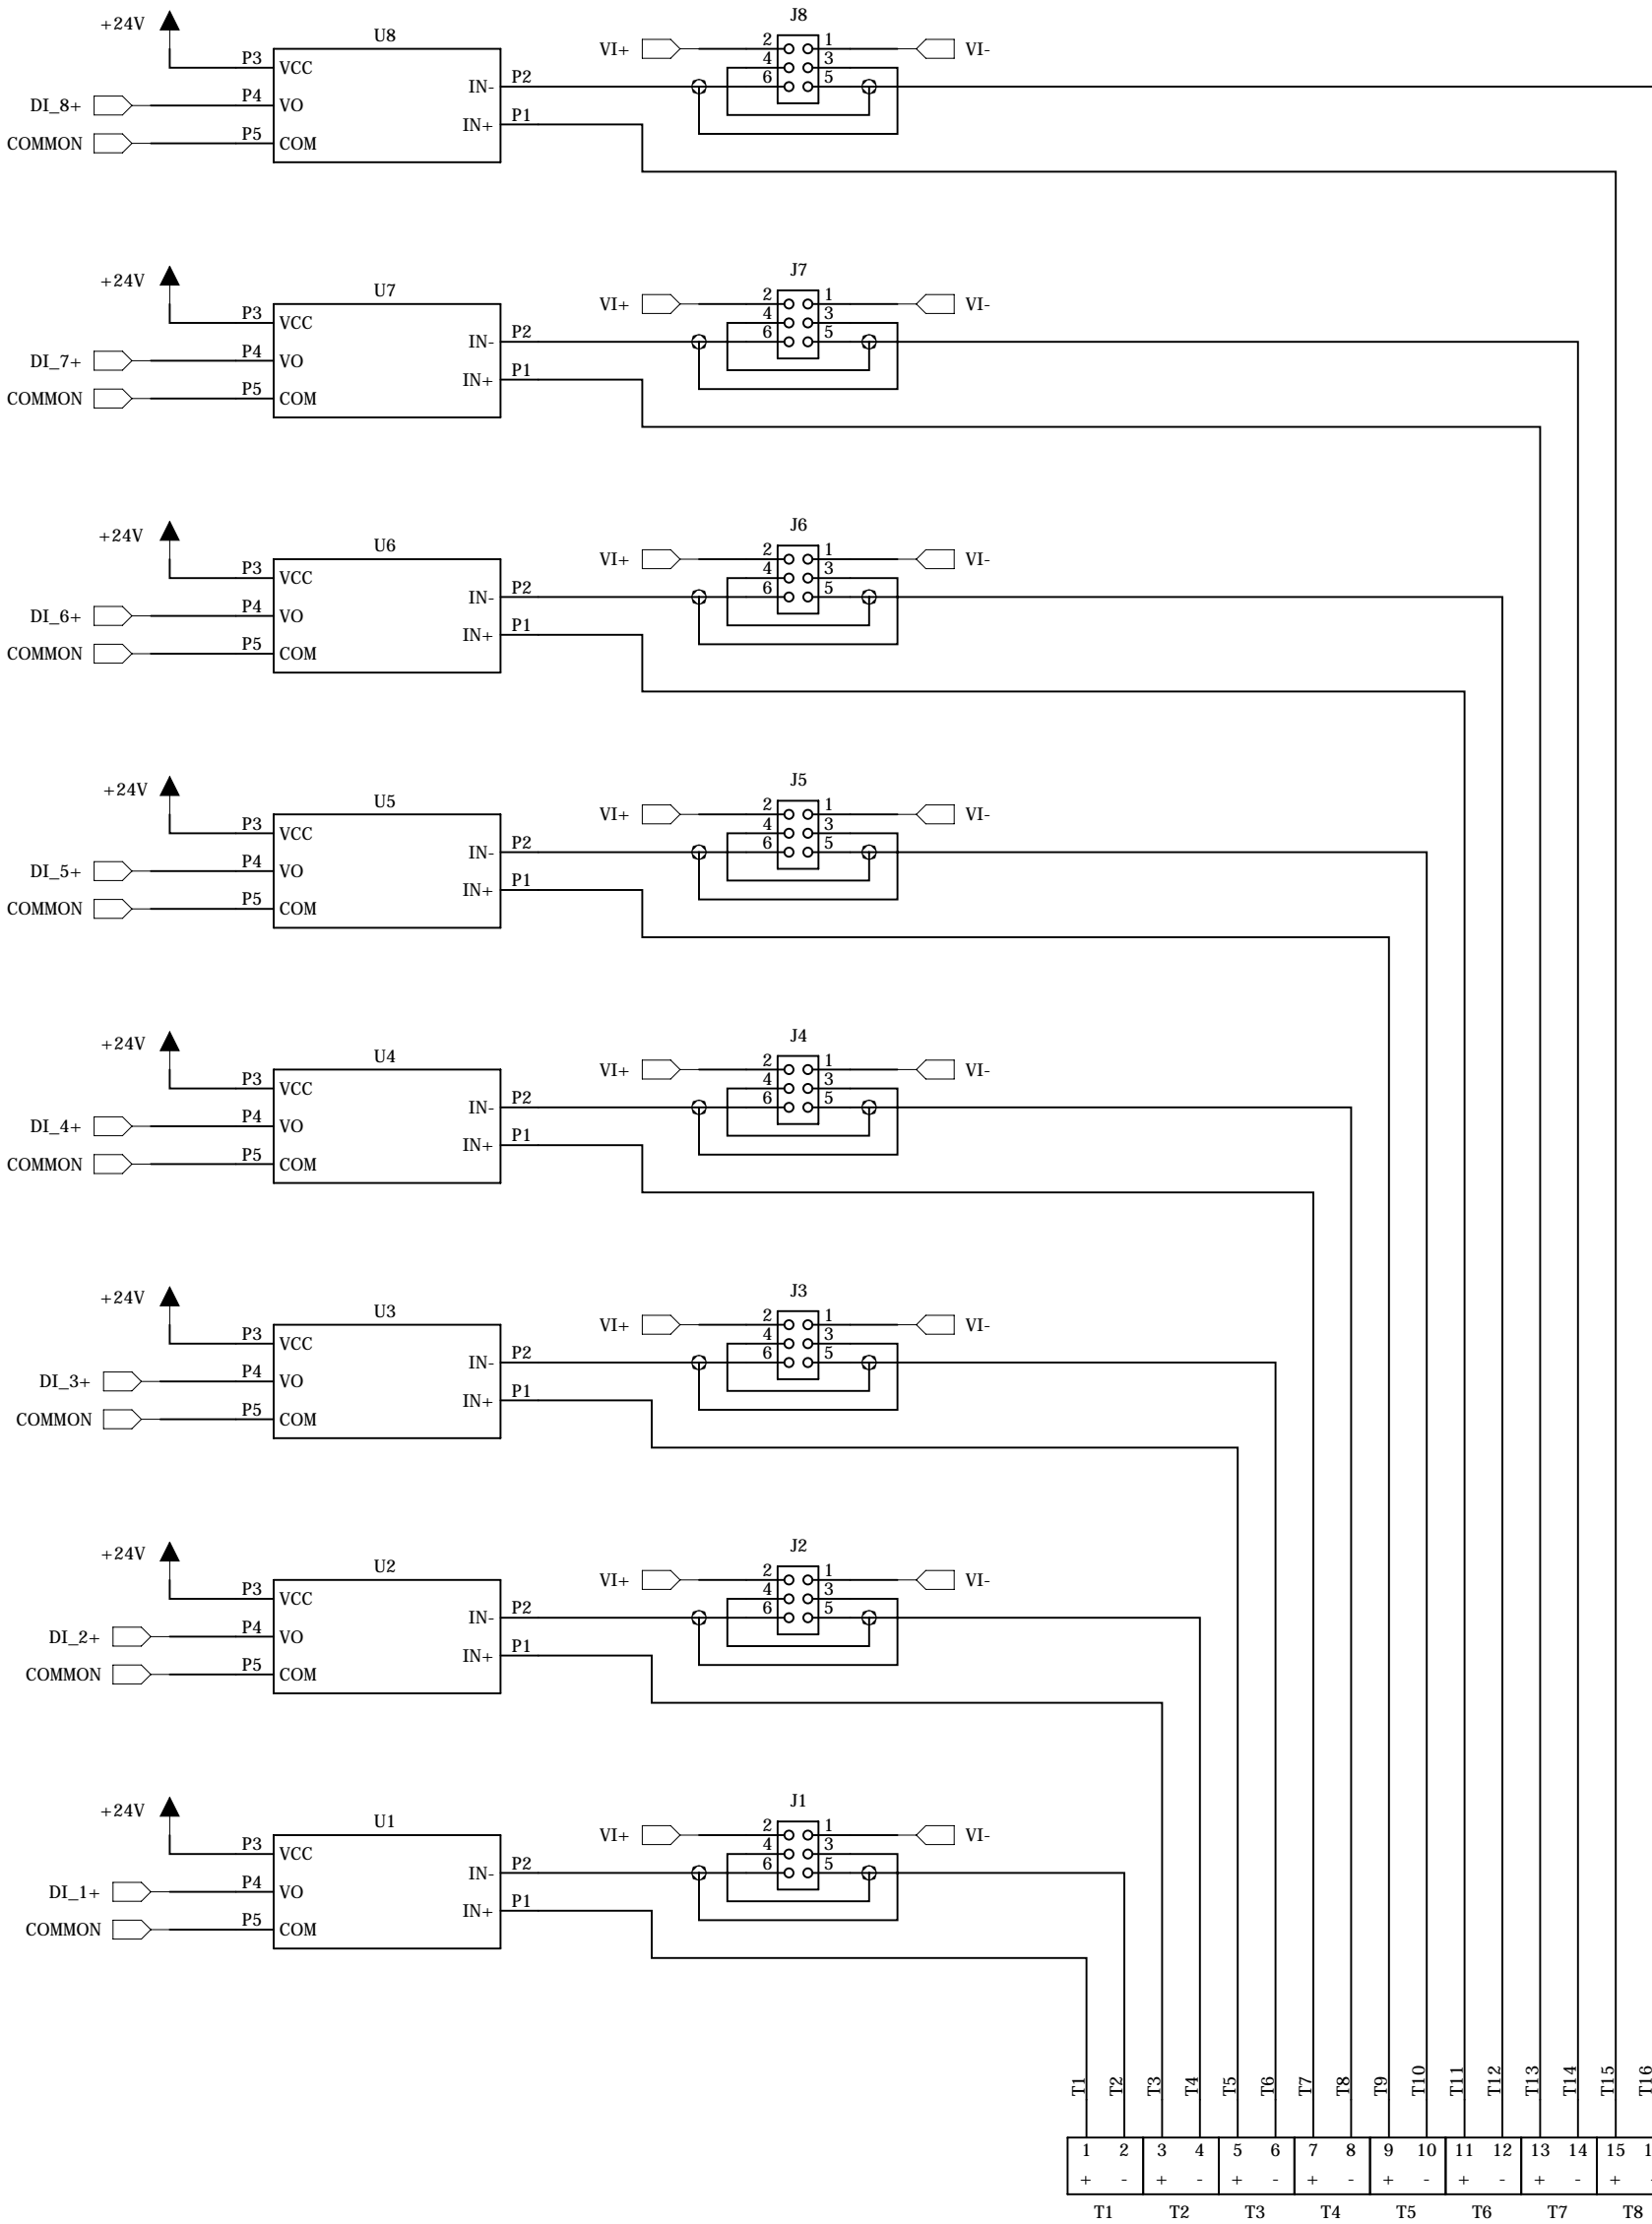 J8
+24V
U8
VI+ 2 1 VI-
4 3
P3 VCC
6 5
IN- P2
DI_8+ P4 VO
IN+ P1
COMMON P5 COM
J7
+24V
U7
VI+ 2 1 VI-
4 3
P3 VCC
6 5
IN- P2
DI_7+ P4 VO
IN+ P1
COMMON P5 COM
J6
+24V
U6
VI+ 2 1 VI-
4 3
P3 VCC
6 5
IN- P2
DI_6+ P4 VO
IN+ P1
COMMON P5 COM
J5
+24V
U5
VI+ 2 1 VI-
4 3
P3 VCC
6 5
IN- P2
DI_5+ P4 VO
IN+ P1
COMMON P5 COM
J4
+24V
U4
VI+ 2 1 VI-
4 3
P3 VCC
6 5
IN- P2
DI_4+ P4 VO
IN+ P1
COMMON P5 COM
J3
+24V
U3
VI+ 2 1 VI-
4 3
P3 VCC
6 5
IN- P2
DI_3+ P4 VO
IN+ P1
COMMON P5 COM
J2
+24V
U2
VI+ 2 1 VI-
4 3
P3 VCC
6 5
IN- P2
DI_2+ P4 VO
IN+ P1
COMMON P5 COM
J1
+24V
U1
VI+ 2 1 VI-
4 3
P3 VCC
6 5
IN- P2
DI_1+ P4 VO
IN+ P1
COMMON P5 COM
T1 T2 T3 T4 T5 T6 T7 T8 T9 T10 T11 T12 T13 T14 T15 T16
1 2 3 4 5 6 7 8 9 10 11 12 13 14 15
+ - + - + - + - + - + - + - +
T1 T2 T3 T4 T5 T6 T7 T8